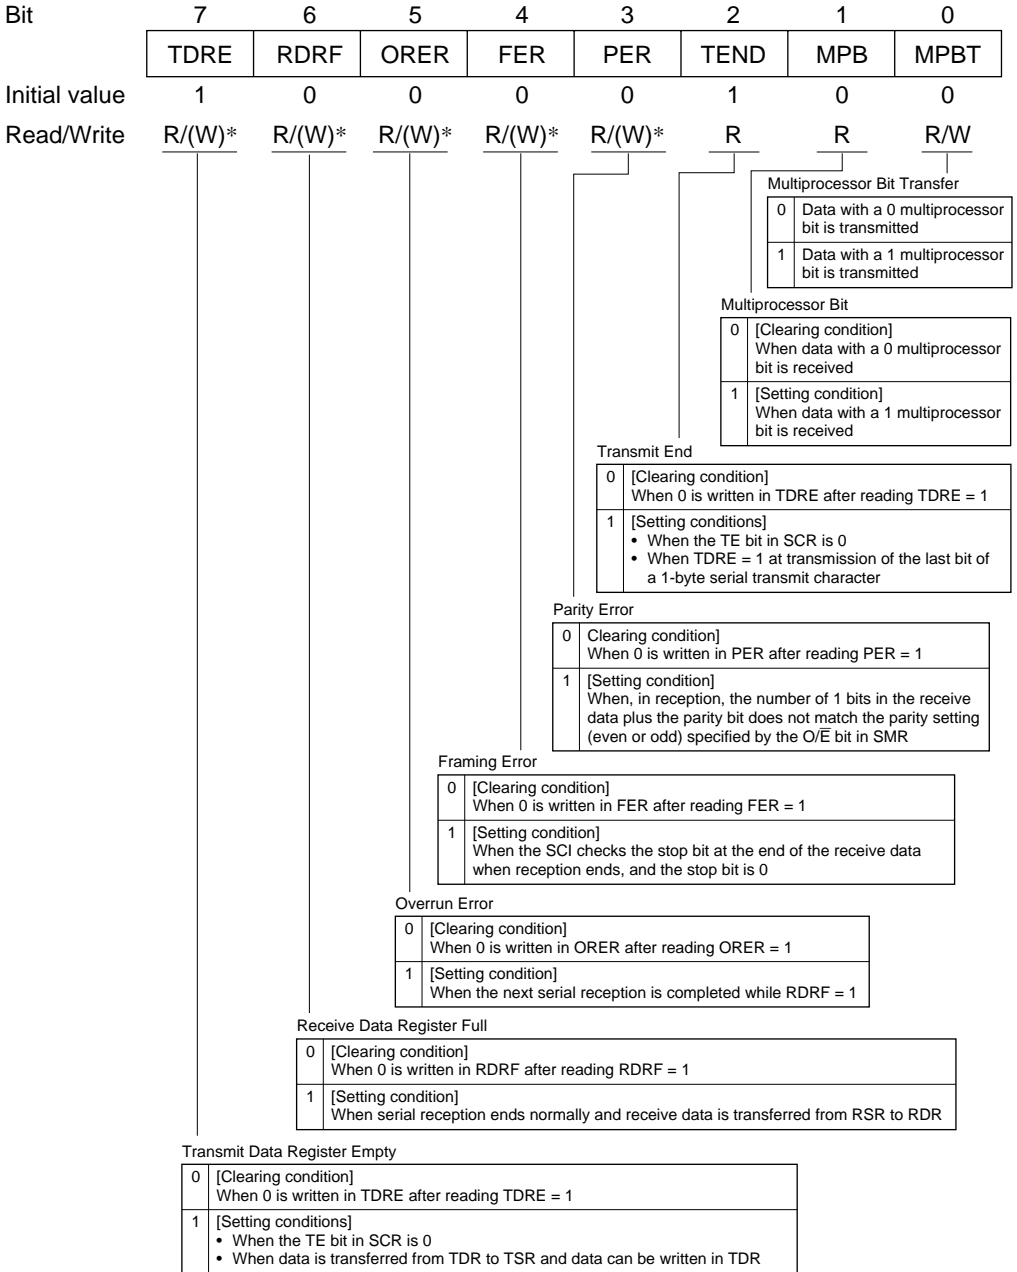 Bit 7 6 5 4 3 2 1 0
TDRE RDRF ORER FER PER TEND MPB MPBT
Initial value 1 0 0 0 0 1 0 0
Read/Write R/(W)* R/(W)* R/(W)* R/(W)* R/(W)* R R R/W
Multiprocessor Bit Transfer
0 Data with a 0 multiprocessor
bit is transmitted
1 Data with a 1 multiprocessor
bit is transmitted
Multiprocessor Bit
0 [Clearing condition]
When data with a 0 multiprocessor
bit is received
1 [Setting condition]
When data with a 1 multiprocessor
bit is received
Transmit End
0 [Clearing condition]
When 0 is written in TDRE after reading TDRE = 1
1 [Setting conditions]
• When the TE bit in SCR is 0
• When TDRE = 1 at transmission of the last bit of
a 1-byte serial transmit character
Parity Error
0 Clearing condition]
When 0 is written in PER after reading PER = 1
1 [Setting condition]
When, in reception, the number of 1 bits in the receive
data plus the parity bit does not match the parity setting
(even or odd) specified by the O/E̅ bit in SMR
Framing Error
0 [Clearing condition]
When 0 is written in FER after reading FER = 1
1 [Setting condition]
When the SCI checks the stop bit at the end of the receive data
when reception ends, and the stop bit is 0
Overrun Error
0 [Clearing condition]
When 0 is written in ORER after reading ORER = 1
1 [Setting condition]
When the next serial reception is completed while RDRF = 1
Receive Data Register Full
0 [Clearing condition]
When 0 is written in RDRF after reading RDRF = 1
1 [Setting condition]
When serial reception ends normally and receive data is transferred from RSR to RDR
Transmit Data Register Empty
0 [Clearing condition]
When 0 is written in TDRE after reading TDRE = 1
1 [Setting conditions]
• When the TE bit in SCR is 0
• When data is transferred from TDR to TSR and data can be written in TDR